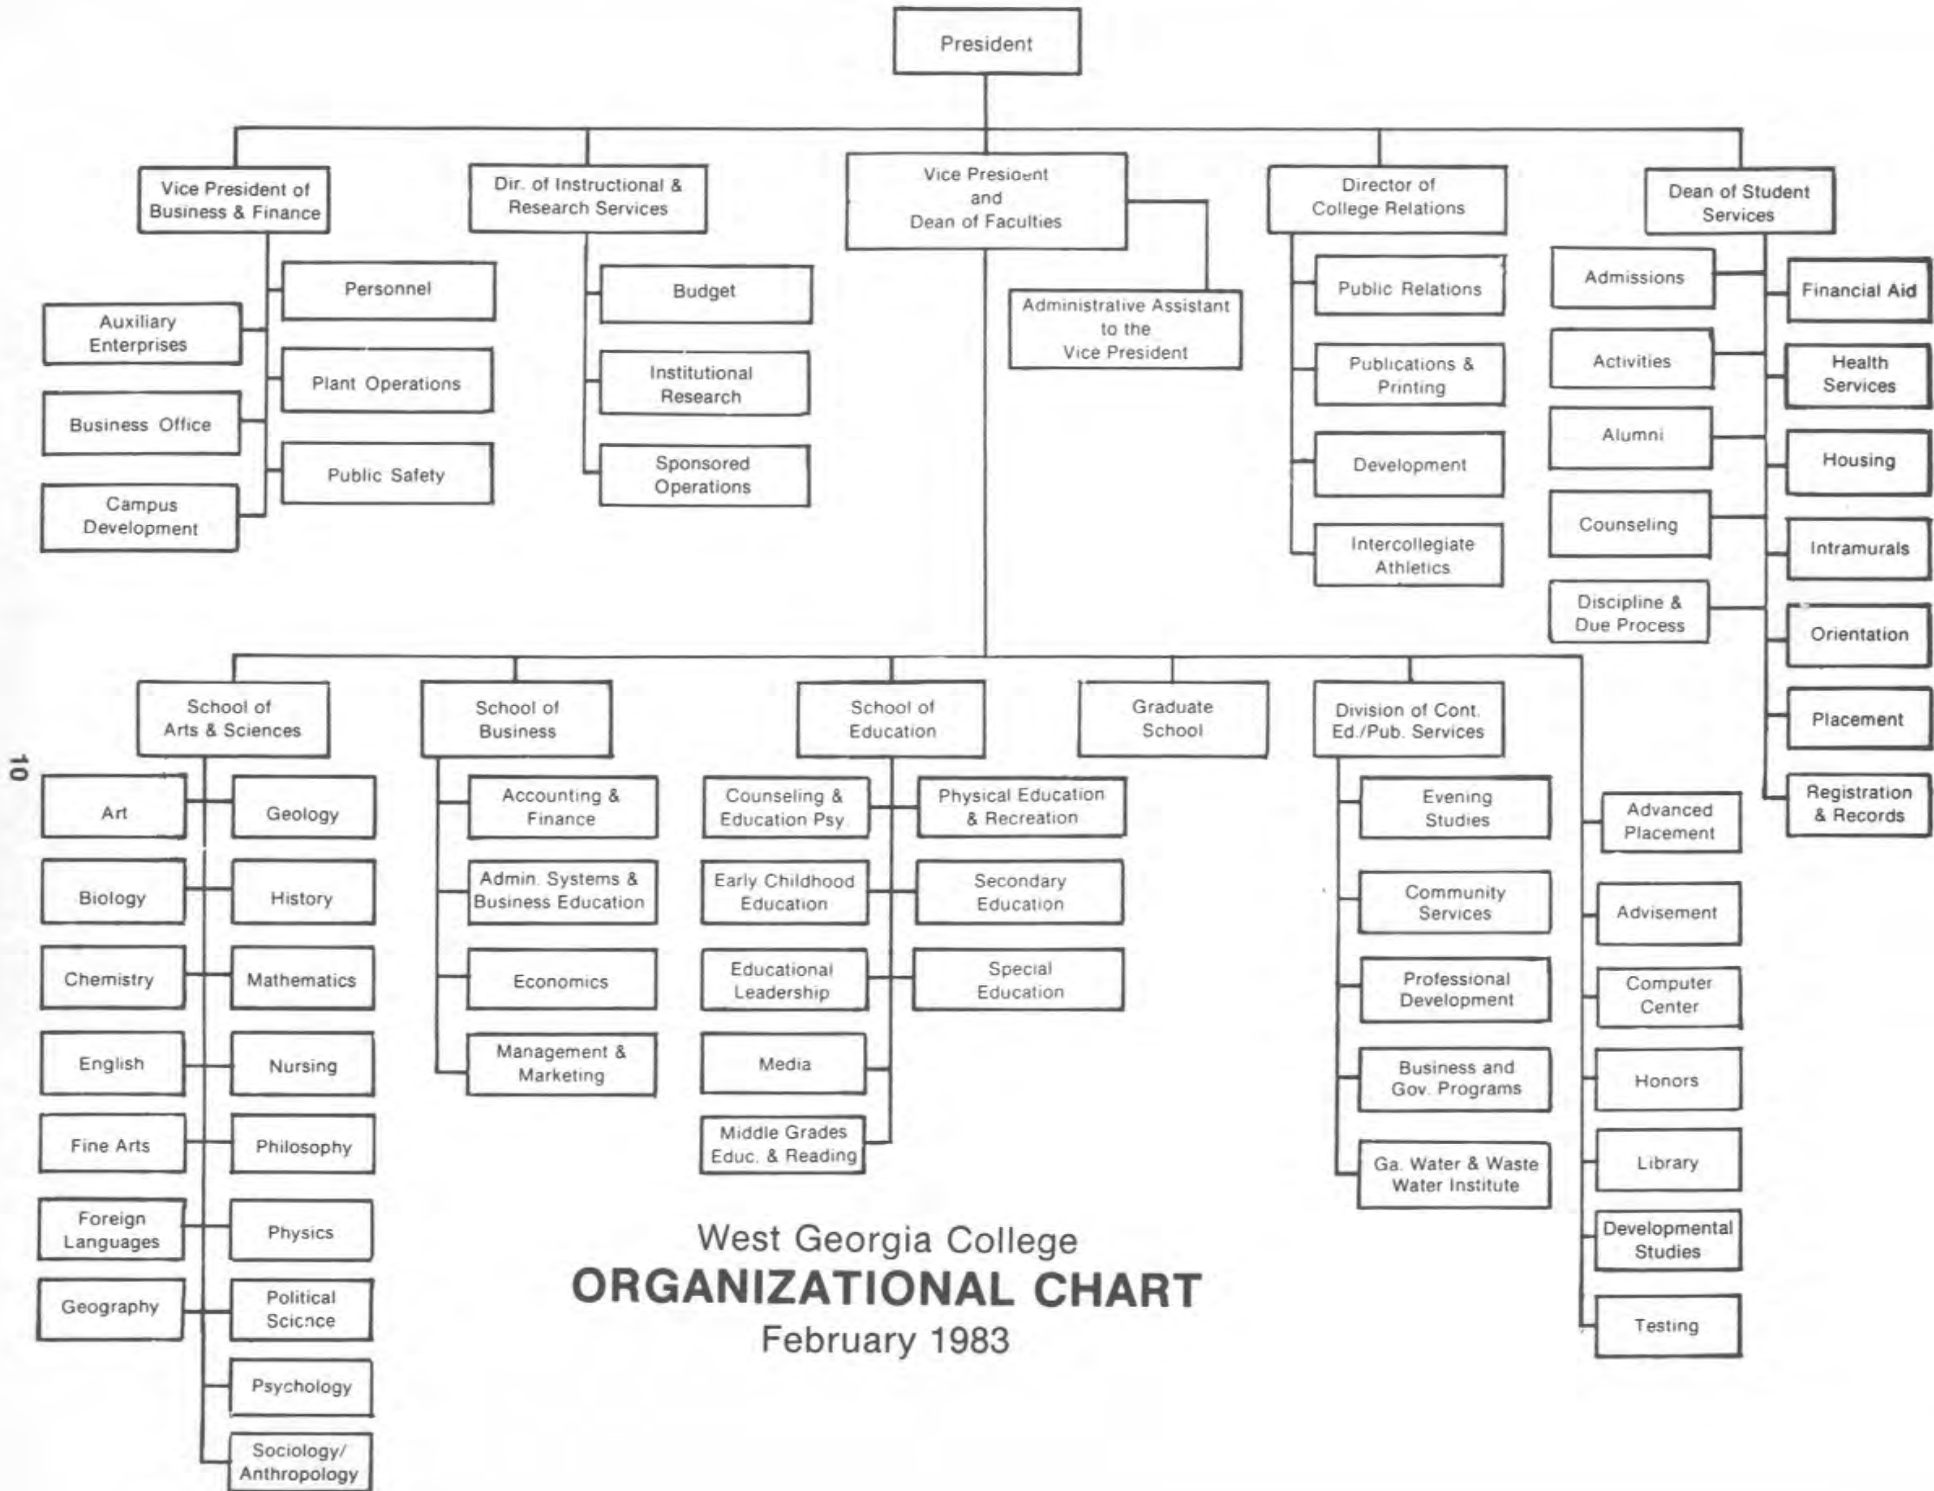 President
Vice President of
Business & Finance
Dir. of Instructional &
Research Services
Vice President
and
Dean of Faculties
Director of
College Relations
Dean of Student
Services
Auxiliary
Enterprises
Business Office
Campus
Development
Personnel
Plant Operations
Public Safety
Budget
Institutional
Research
Sponsored
Operations
Administrative Assistant
to the
Vice President
Public Relations
Publications &
Printing
Development
Intercollegiate
Athletics
Admissions
Activities
Alumni
Counseling
Discipline &
Due Process
Financial Aid
Health
Services
Housing
Intramurals
Orientation
Placement
Registration
& Records
School of
Arts & Sciences
School of
Business
School of
Education
Graduate
School
Division of Cont.
Ed./Pub. Services
Art
Biology
Chemistry
English
Fine Arts
Foreign
Languages
Geography
Geology
History
Mathematics
Nursing
Philosophy
Physics
Political
Science
Psychology
Sociology/
Anthropology
Accounting &
Finance
Admin. Systems &
Business Education
Economics
Management &
Marketing
Counseling &
Education Psy.
Early Childhood
Education
Educational
Leadership
Media
Middle Grades
Educ. & Reading
Physical Education
& Recreation
Secondary
Education
Special
Education
Evening
Studies
Community
Services
Professional
Development
Business and
Gov. Programs
Ga. Water & Waste
Water Institute
Advanced
Placement
Advisement
Computer
Center
Honors
Library
Developmental
Studies
Testing
West Georgia College
ORGANIZATIONAL CHART
February 1983
10